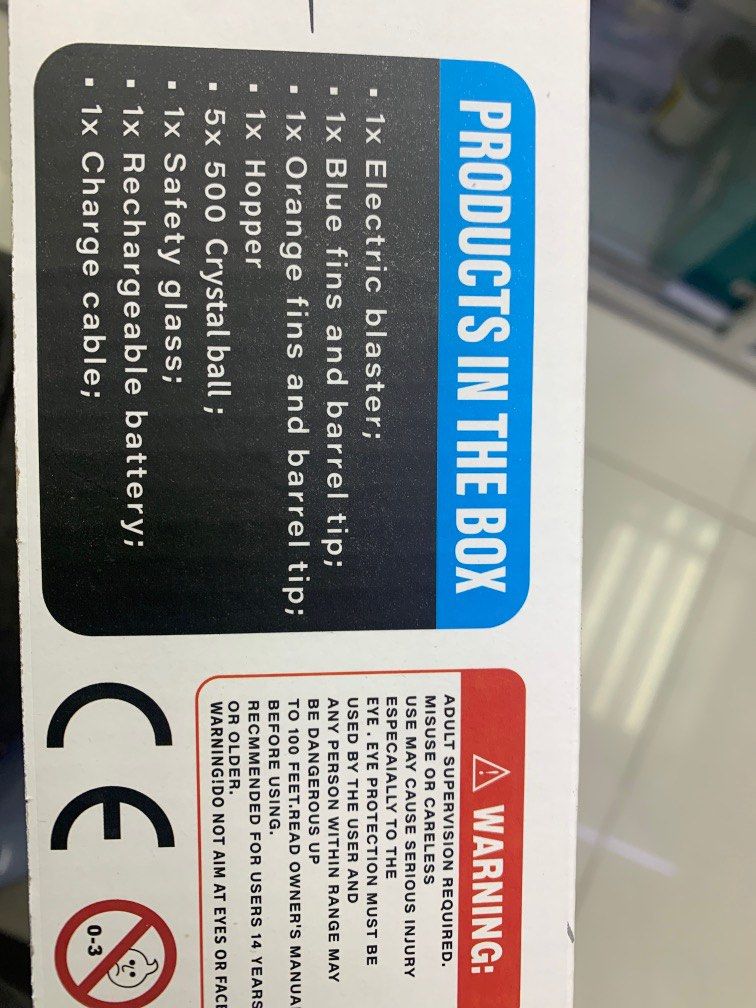 PRODUCTS IN THE BOX
· 1x Electric blaster;
· 1x Blue fins and barrel tip;
· 1x Orange fins and barrel tip;
· 1x Hopper
· 5x 500 Crystal ball;
· 1x Safety glass;
· 1x Rechargeable battery;
· 1x Charge cable;
⚠ WARNING:
ADULT SUPERVISION REQUIRED.
MISUSE OR CARELESS
USE MAY CAUSE SERIOUS INJURY
ESPECAIALLY TO THE
EYE . EYE PROTECTION MUST BE
USED BY THE USER AND
ANY PERSON WITHIN RANGE MAY
BE DANGEROUS UP
TO 100 FEET.READ OWNER'S MANUA
BEFORE USING.
RECMMENDED FOR USERS 14 YEARS
OR OLDER.
WARNING!DO NOT AIM AT EYES OR FACE
CE
0-3